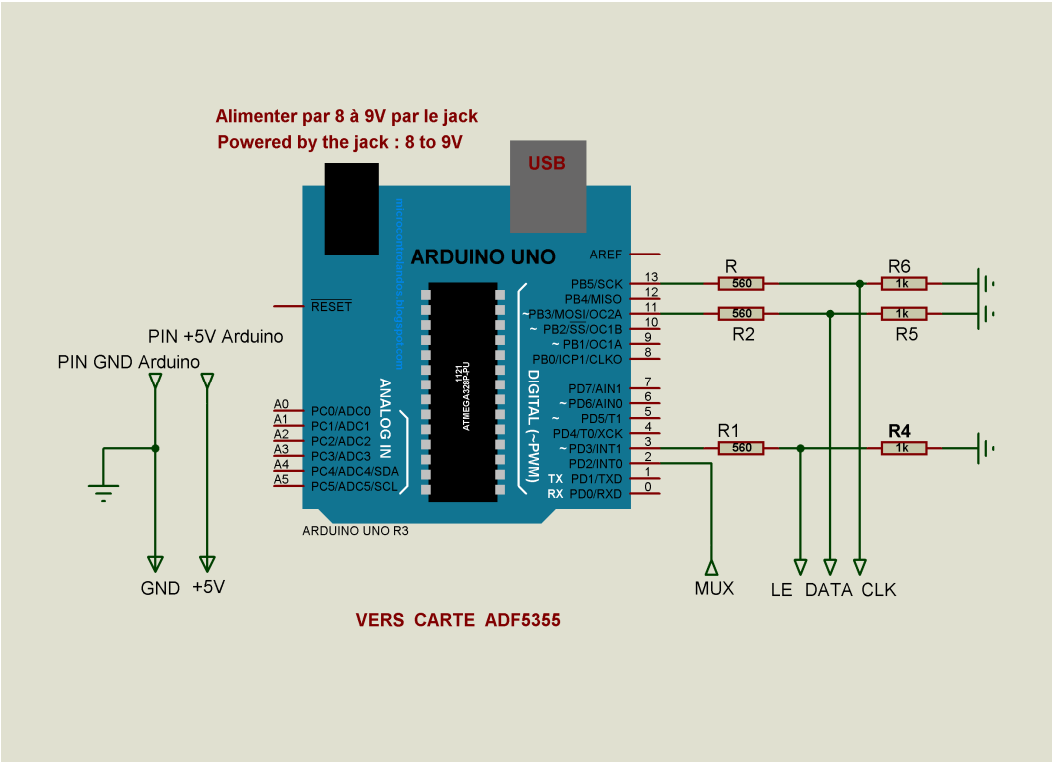 Alimenter par 8 à 9V par le jack
Powered by the jack : 8 to 9V
USB
microcontrolandos.blogspot.com
ARDUINO UNO
AREF
RESET
PB5/SCK 13
PB4/MISO 12
~PB3/MOSI/OC2A 11
~ PB2/SS/OC1B 10
~ PB1/OC1A 9
PB0/ICP1/CLKO 8
PD7/AIN1 7
~ PD6/AIN0 6
~ PD5/T1 5
PD4/T0/XCK 4
~ PD3/INT1 3
PD2/INT0 2
TX PD1/TXD 1
RX PD0/RXD 0
DIGITAL (~PWM)
1121
ATMEGA328P-PU
ANALOG IN
A0 PC0/ADC0
A1 PC1/ADC1
A2 PC2/ADC2
A3 PC3/ADC3
A4 PC4/ADC4/SDA
A5 PC5/ADC5/SCL
ARDUINO UNO R3
PIN +5V Arduino
PIN GND Arduino
GND +5V
R
560
R6
1k
560
R2
1k
R5
R1
560
R4
1k
MUX LE DATA CLK
VERS CARTE ADF5355